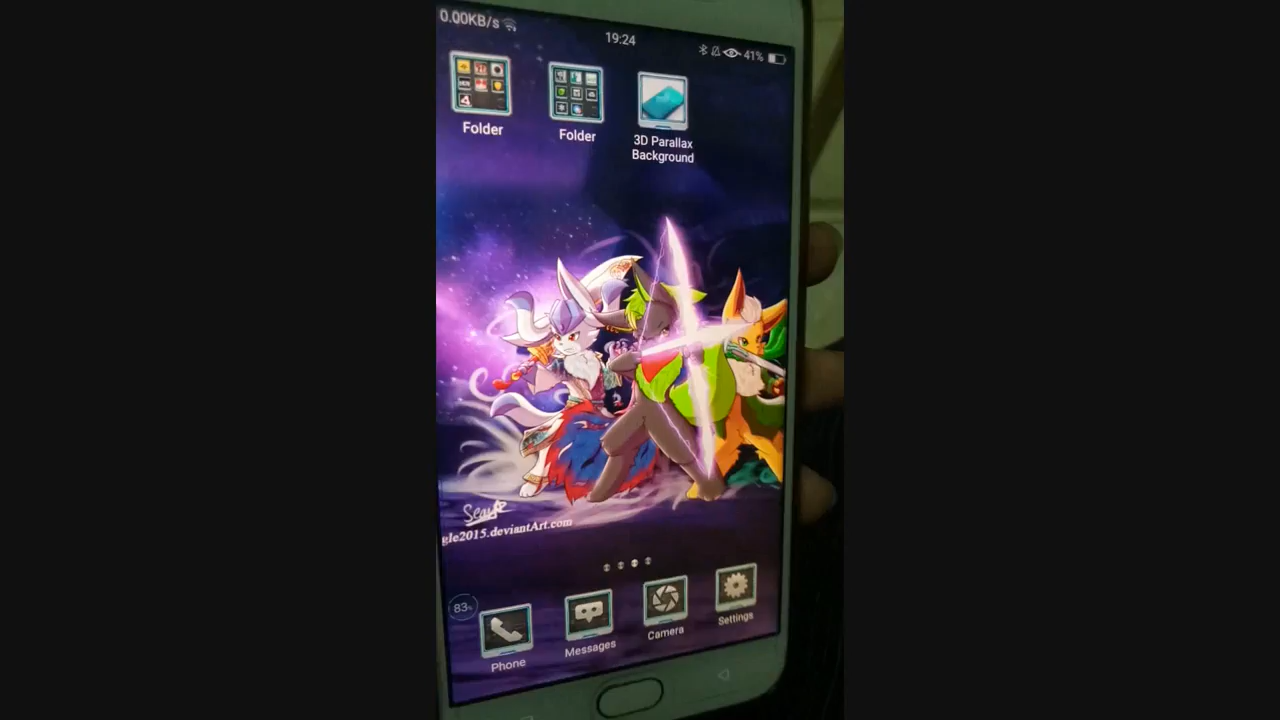 0.00KB/s
19:24
41%
Folder
Folder
3D Parallax
Background
gle2015.deviantArt.com
83%
Phone
Messages
Camera
Settings